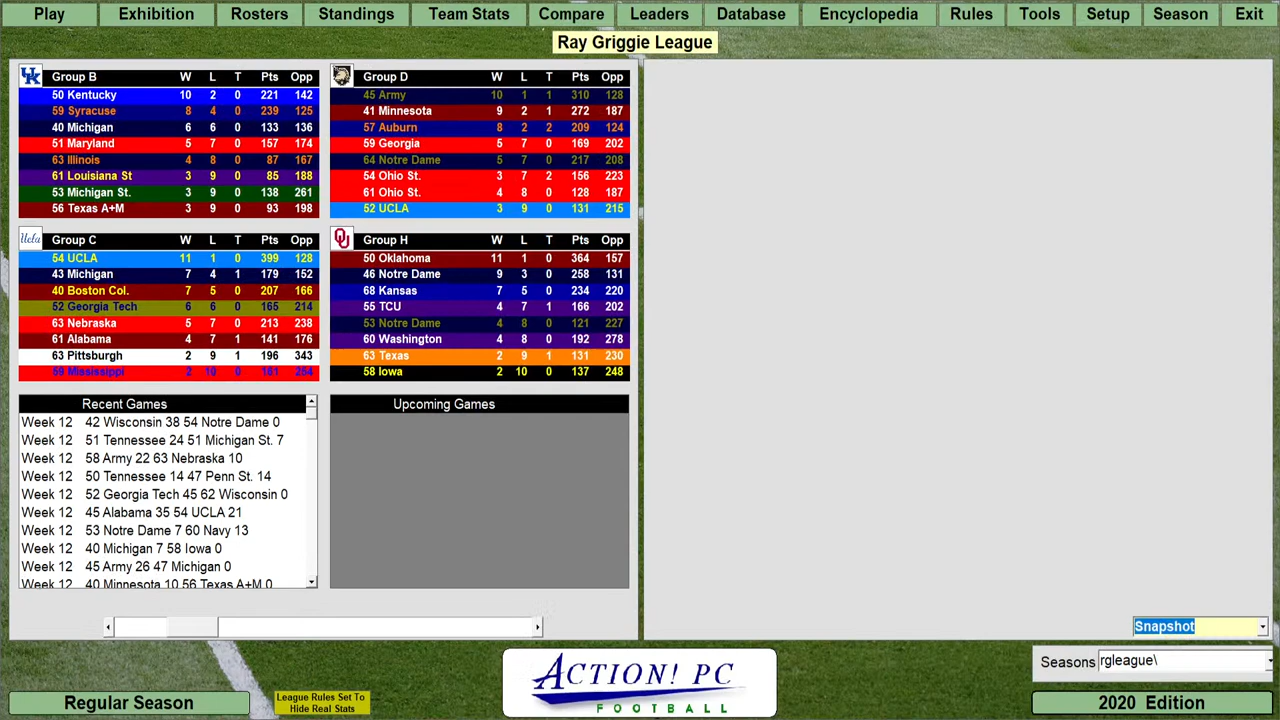 Play Exhibition Rosters Standings Team Stats Compare Leaders Database Encyclopedia Rules Tools Setup Season Exit
Ray Griggie League
UK Group B W L T Pts Opp
50 Kentucky 10 2 0 221 142
59 Syracuse 8 4 0 239 125
40 Michigan 6 6 0 133 136
51 Maryland 5 7 0 157 174
63 Illinois 4 8 0 87 167
61 Louisiana St 3 9 0 85 188
53 Michigan St. 3 9 0 138 261
56 Texas A+M 3 9 0 93 198
Group D W L T Pts Opp
45 Army 10 1 1 310 128
41 Minnesota 9 2 1 272 187
57 Auburn 8 2 2 209 124
59 Georgia 5 7 0 169 202
64 Notre Dame 5 7 0 217 208
54 Ohio St. 3 7 2 156 223
61 Ohio St. 4 8 0 128 187
52 UCLA 3 9 0 131 215
Ucla Group C W L T Pts Opp
54 UCLA 11 1 0 399 128
43 Michigan 7 4 1 179 152
40 Boston Col. 7 5 0 207 166
52 Georgia Tech 6 6 0 165 214
63 Nebraska 5 7 0 213 238
61 Alabama 4 7 1 141 176
63 Pittsburgh 2 9 1 196 343
59 Mississippi 2 10 0 161 264
OU Group H W L T Pts Opp
50 Oklahoma 11 1 0 364 157
46 Notre Dame 9 3 0 258 131
68 Kansas 7 5 0 234 220
55 TCU 4 7 1 166 202
53 Notre Dame 4 8 0 121 227
60 Washington 4 8 0 192 278
63 Texas 2 9 1 131 230
58 Iowa 2 10 0 137 248
Recent Games
Week 12 42 Wisconsin 38 54 Notre Dame 0
Week 12 51 Tennessee 24 51 Michigan St. 7
Week 12 58 Army 22 63 Nebraska 10
Week 12 50 Tennessee 14 47 Penn St. 14
Week 12 52 Georgia Tech 45 62 Wisconsin 0
Week 12 45 Alabama 35 54 UCLA 21
Week 12 53 Notre Dame 7 60 Navy 13
Week 12 40 Michigan 7 58 Iowa 0
Week 12 45 Army 26 47 Michigan 0
Week 12 40 Minnesota 10 56 Texas A+M 0
Upcoming Games
Snapshot
Seasons rgleague\
Regular Season
League Rules Set To
Hide Real Stats
ACTION! PC
FOOTBALL
2020 Edition